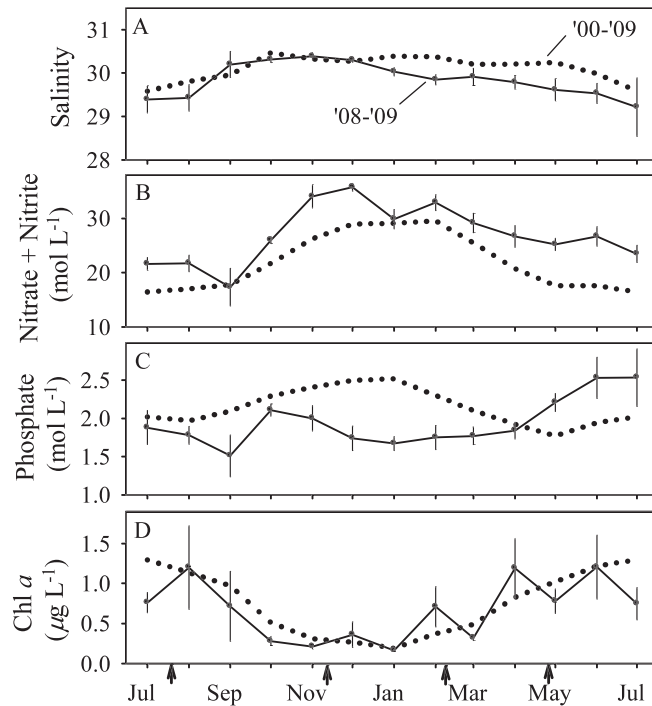 A
'00-'09
'08-'09
Salinity
31
30
29
28
B
Nitrate + Nitrite
(mol L-1)
30
20
10
C
Phosphate
(mol L-1)
2.5
2.0
1.5
1.0
D
Chl a
(µg L-1)
1.5
1.0
0.5
0.0
Jul Sep Nov Jan Mar May Jul